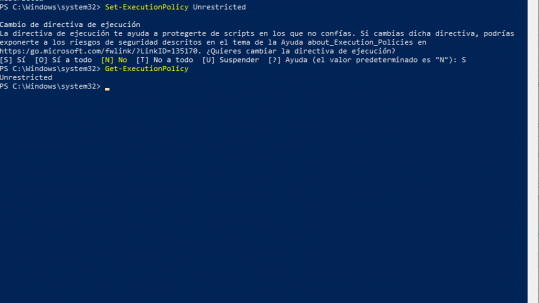 PS C:\Windows\system32> Set-ExecutionPolicy Unrestricted
Cambio de directiva de ejecución
La directiva de ejecución te ayuda a protegerte de scripts en los que no confías. Si cambias dicha directiva, podrías
exponerte a los riesgos de seguridad descritos en el tema de la Ayuda about_Execution_Policies en
https:/go.microsoft.com/fwlink/?LinkID=135170. ¿Quieres cambiar la directiva de ejecución?
[S] Sí  [O] Sí a todo  [N] No  [T] No a todo  [U] Suspender  [?] Ayuda (el valor predeterminado es "N"): S
PS C:\Windows\system32> Get-ExecutionPolicy
Unrestricted
PS C:\Windows\system32>